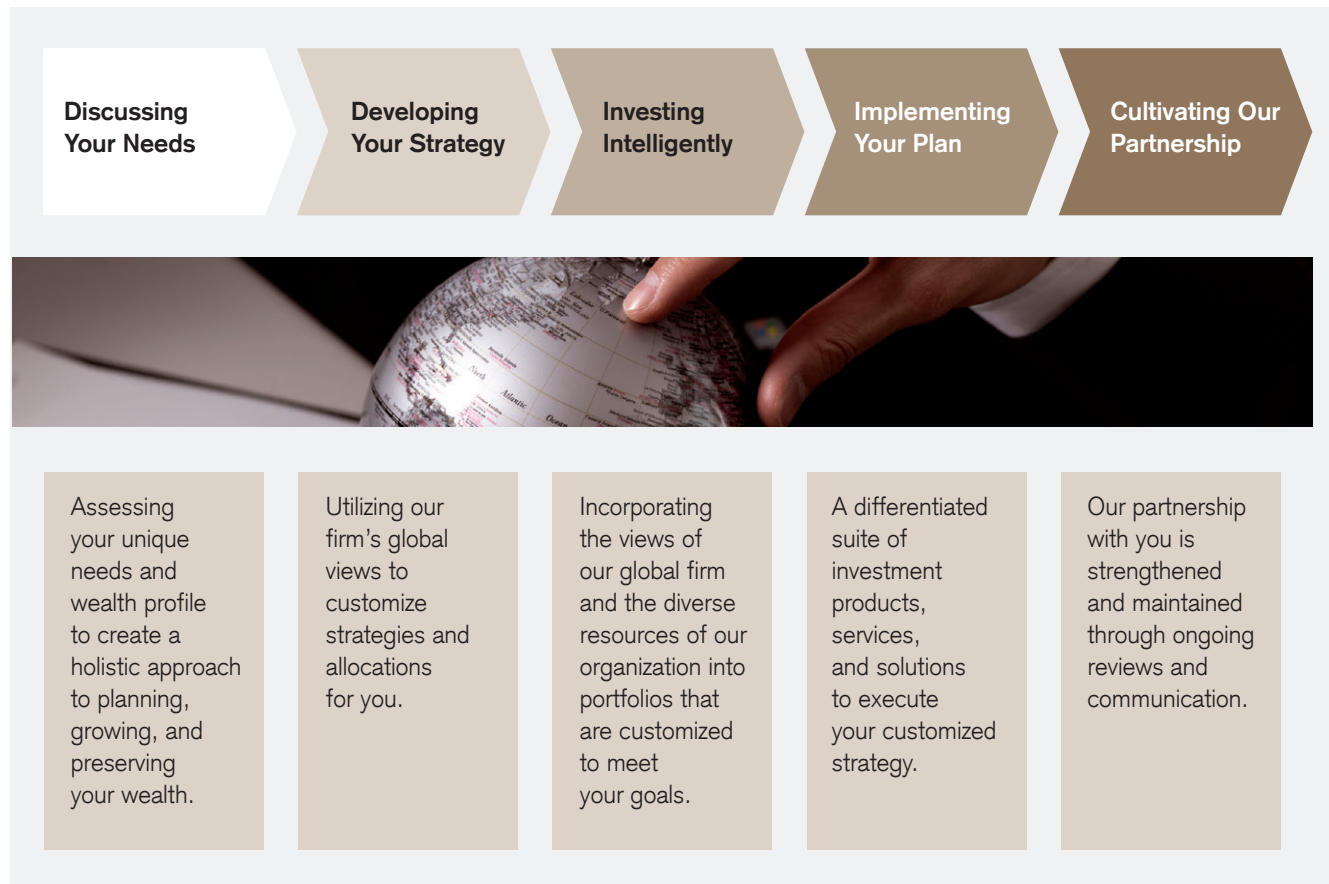 Discussing
Your Needs
Developing
Your Strategy
Investing
Intelligently
Implementing
Your Plan
Cultivating Our
Partnership
North
Atlantic
Ocean
Assessing
your unique
needs and
wealth profile
to create a
holistic approach
to planning,
growing, and
preserving
your wealth.
Utilizing our
firm's global
views to
customize
strategies and
allocations
for you.
Incorporating
the views of
our global firm
and the diverse
resources of our
organization into
portfolios that
are customized
to meet
your goals.
A differentiated
suite of
investment
products,
services,
and solutions
to execute
your customized
strategy.
Our partnership
with you is
strengthened
and maintained
through ongoing
reviews and
communication.